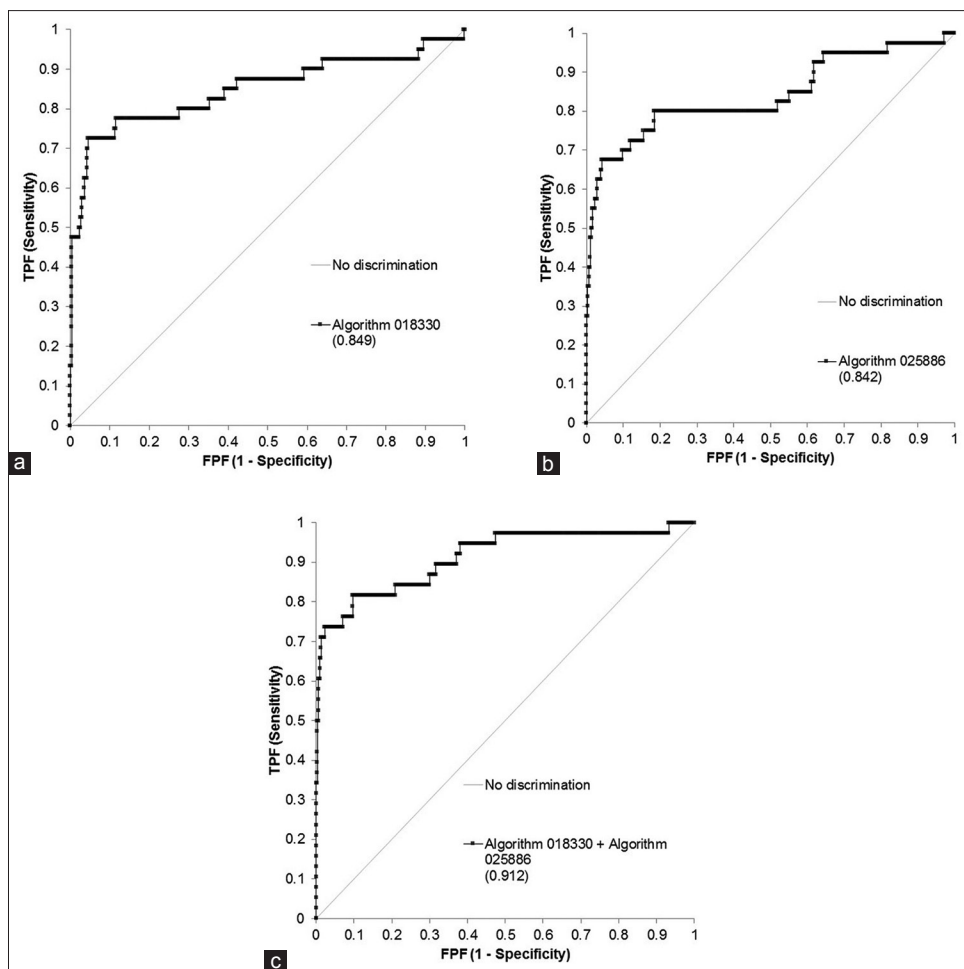 1
0.9
0.8
0.7
0.6
0.5
0.4
0.3
0.2
0.1
0
TPF (Sensitivity)
No discrimination
Algorithm 018330
(0.849)
0 0.1 0.2 0.3 0.4 0.5 0.6 0.7 0.8 0.9 1
FPF (1 - Specificity)
a
1
0.9
0.8
0.7
0.6
0.5
0.4
0.3
0.2
0.1
0
TPF (Sensitivity)
No discrimination
Algorithm 025886
(0.842)
0 0.1 0.2 0.3 0.4 0.5 0.6 0.7 0.8 0.9 1
FPF (1 - Specificity)
b
1
0.9
0.8
0.7
0.6
0.5
0.4
0.3
0.2
0.1
0
TPF (Sensitivity)
No discrimination
Algorithm 018330 + Algorithm
025886
(0.912)
0 0.1 0.2 0.3 0.4 0.5 0.6 0.7 0.8 0.9 1
FPF (1 - Specificity)
c